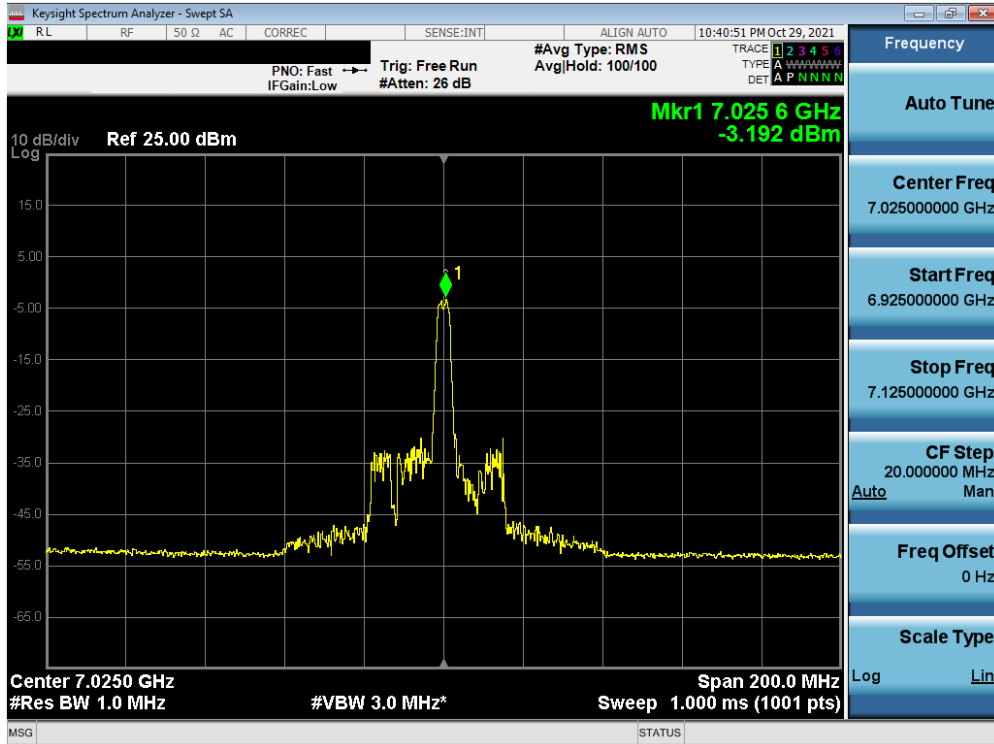 Keysight Spectrum Analyzer - Swept SA
LXI RL RF 50 Ω AC CORREC SENSE:INT ALIGN AUTO 10:40:51 PM Oct 29, 2021
PNO: Fast
IFGain:Low
Trig: Free Run
#Atten: 26 dB
#Avg Type: RMS
Avg|Hold: 100/100
TRACE 1 2 3 4 5 6
TYPE A WWWWW
DET A P N N N N
Mkr1 7.025 6 GHz
-3.192 dBm
10 dB/div Ref 25.00 dBm
Log
15.0
5.00
-5.00
-15.0
-25.0
-35.0
-45.0
-55.0
-65.0
1
Center 7.0250 GHz Span 200.0 MHz
#Res BW 1.0 MHz #VBW 3.0 MHz* Sweep 1.000 ms (1001 pts)
MSG STATUS
Frequency
Auto Tune
Center Freq
7.025000000 GHz
Start Freq
6.925000000 GHz
Stop Freq
7.125000000 GHz
CF Step
20.000000 MHz
Auto Man
Freq Offset
0 Hz
Scale Type
Log Lin